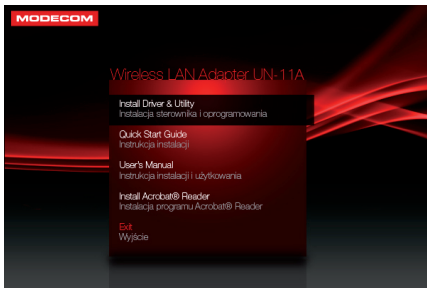 MODECOM
Wireless LAN Adapter UN-11A
Install Driver & Utility
Instalacja sterownika i oprogramowania
Quick Start Guide
Instrukcja instalacji
User's Manual
Instrukcja instalacji i użytkowania
Install Acrobat® Reader
Instalacja programu Acrobat® Reader
Exit
Wyjście